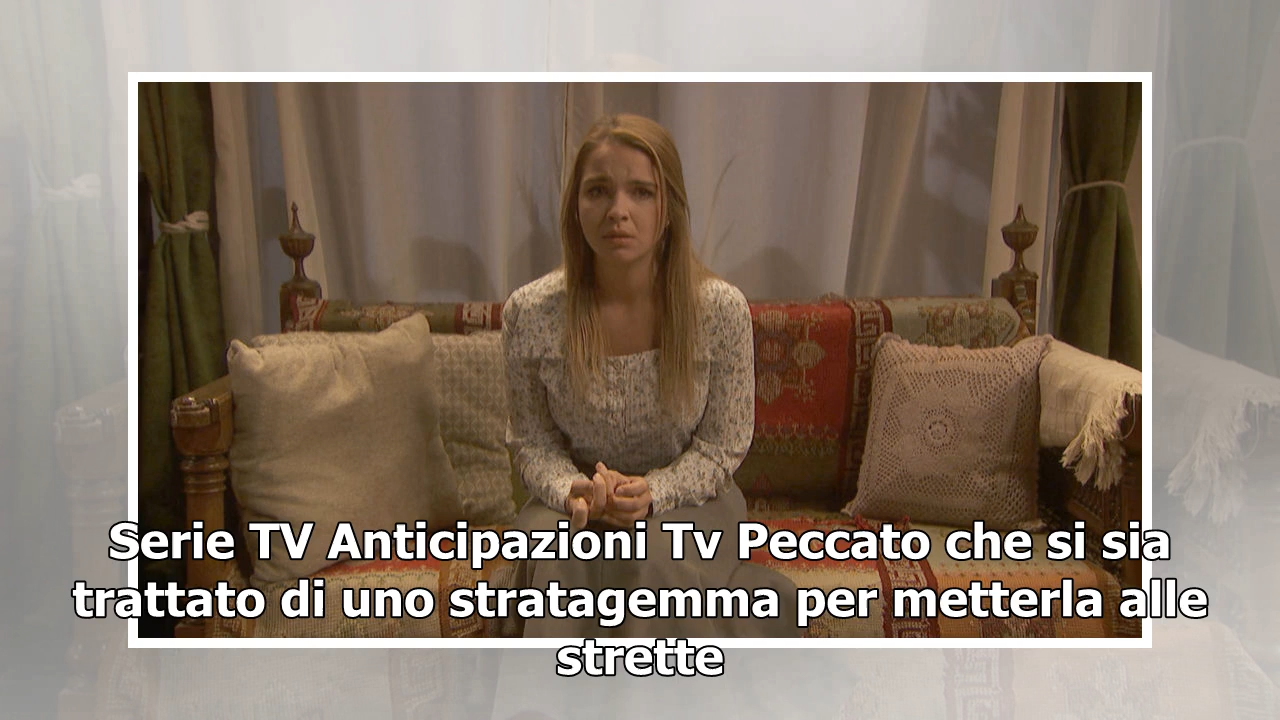 Serie TV Anticipazioni Tv Peccato che si sia
trattato di uno stratagemma per metterla alle
strette